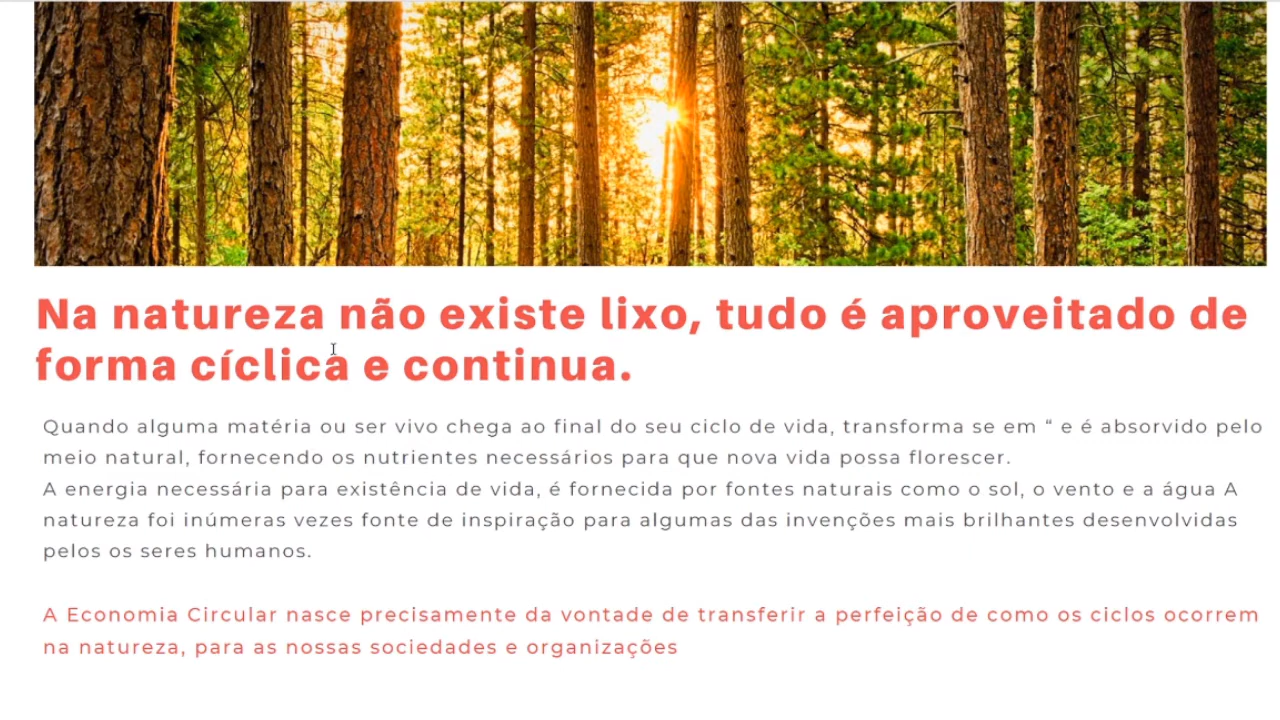 Na natureza não existe lixo, tudo é aproveitado de
forma cíclica e continua.
Quando alguma matéria ou ser vivo chega ao final do seu ciclo de vida, transforma se em “ e é absorvido pelo
meio natural, fornecendo os nutrientes necessários para que nova vida possa florescer.
A energia necessária para existência de vida, é fornecida por fontes naturais como o sol, o vento e a água A
natureza foi inúmeras vezes fonte de inspiração para algumas das invenções mais brilhantes desenvolvidas
pelos os seres humanos.
A Economia Circular nasce precisamente da vontade de transferir a perfeição de como os ciclos ocorrem
na natureza, para as nossas sociedades e organizações